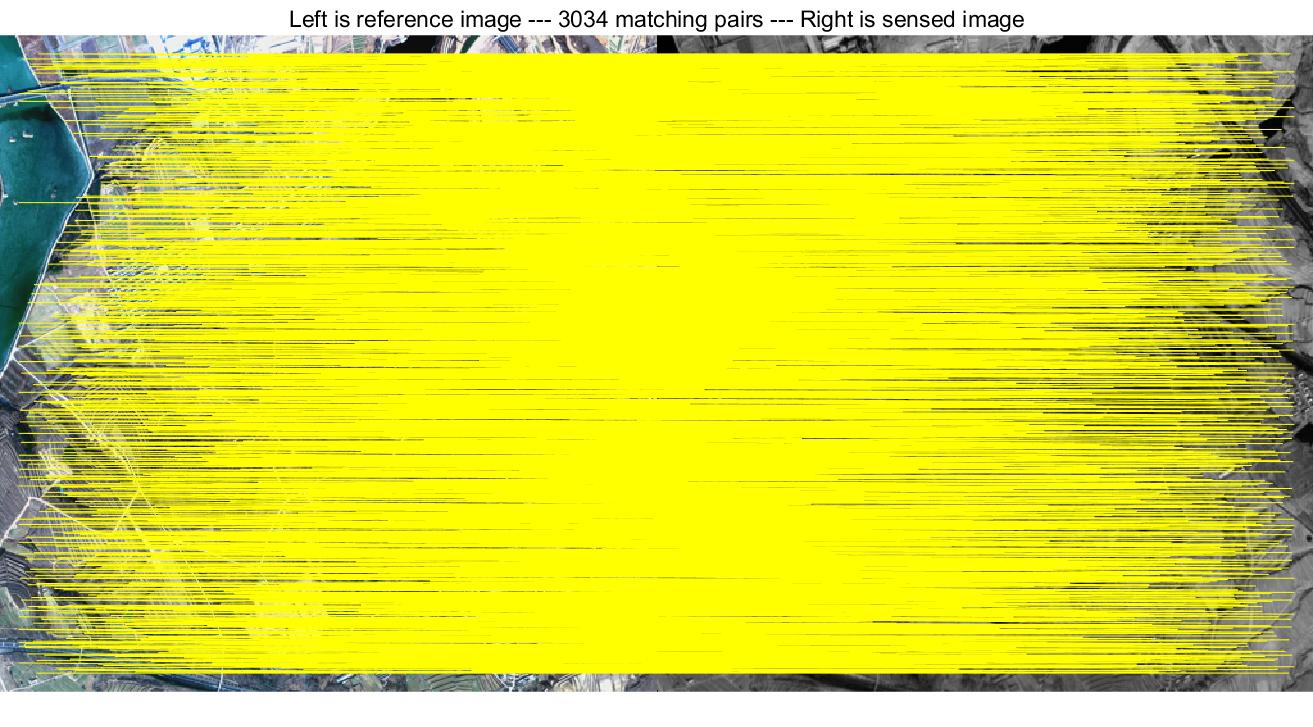 Left is reference image --- 3034 matching pairs --- Right is sensed image